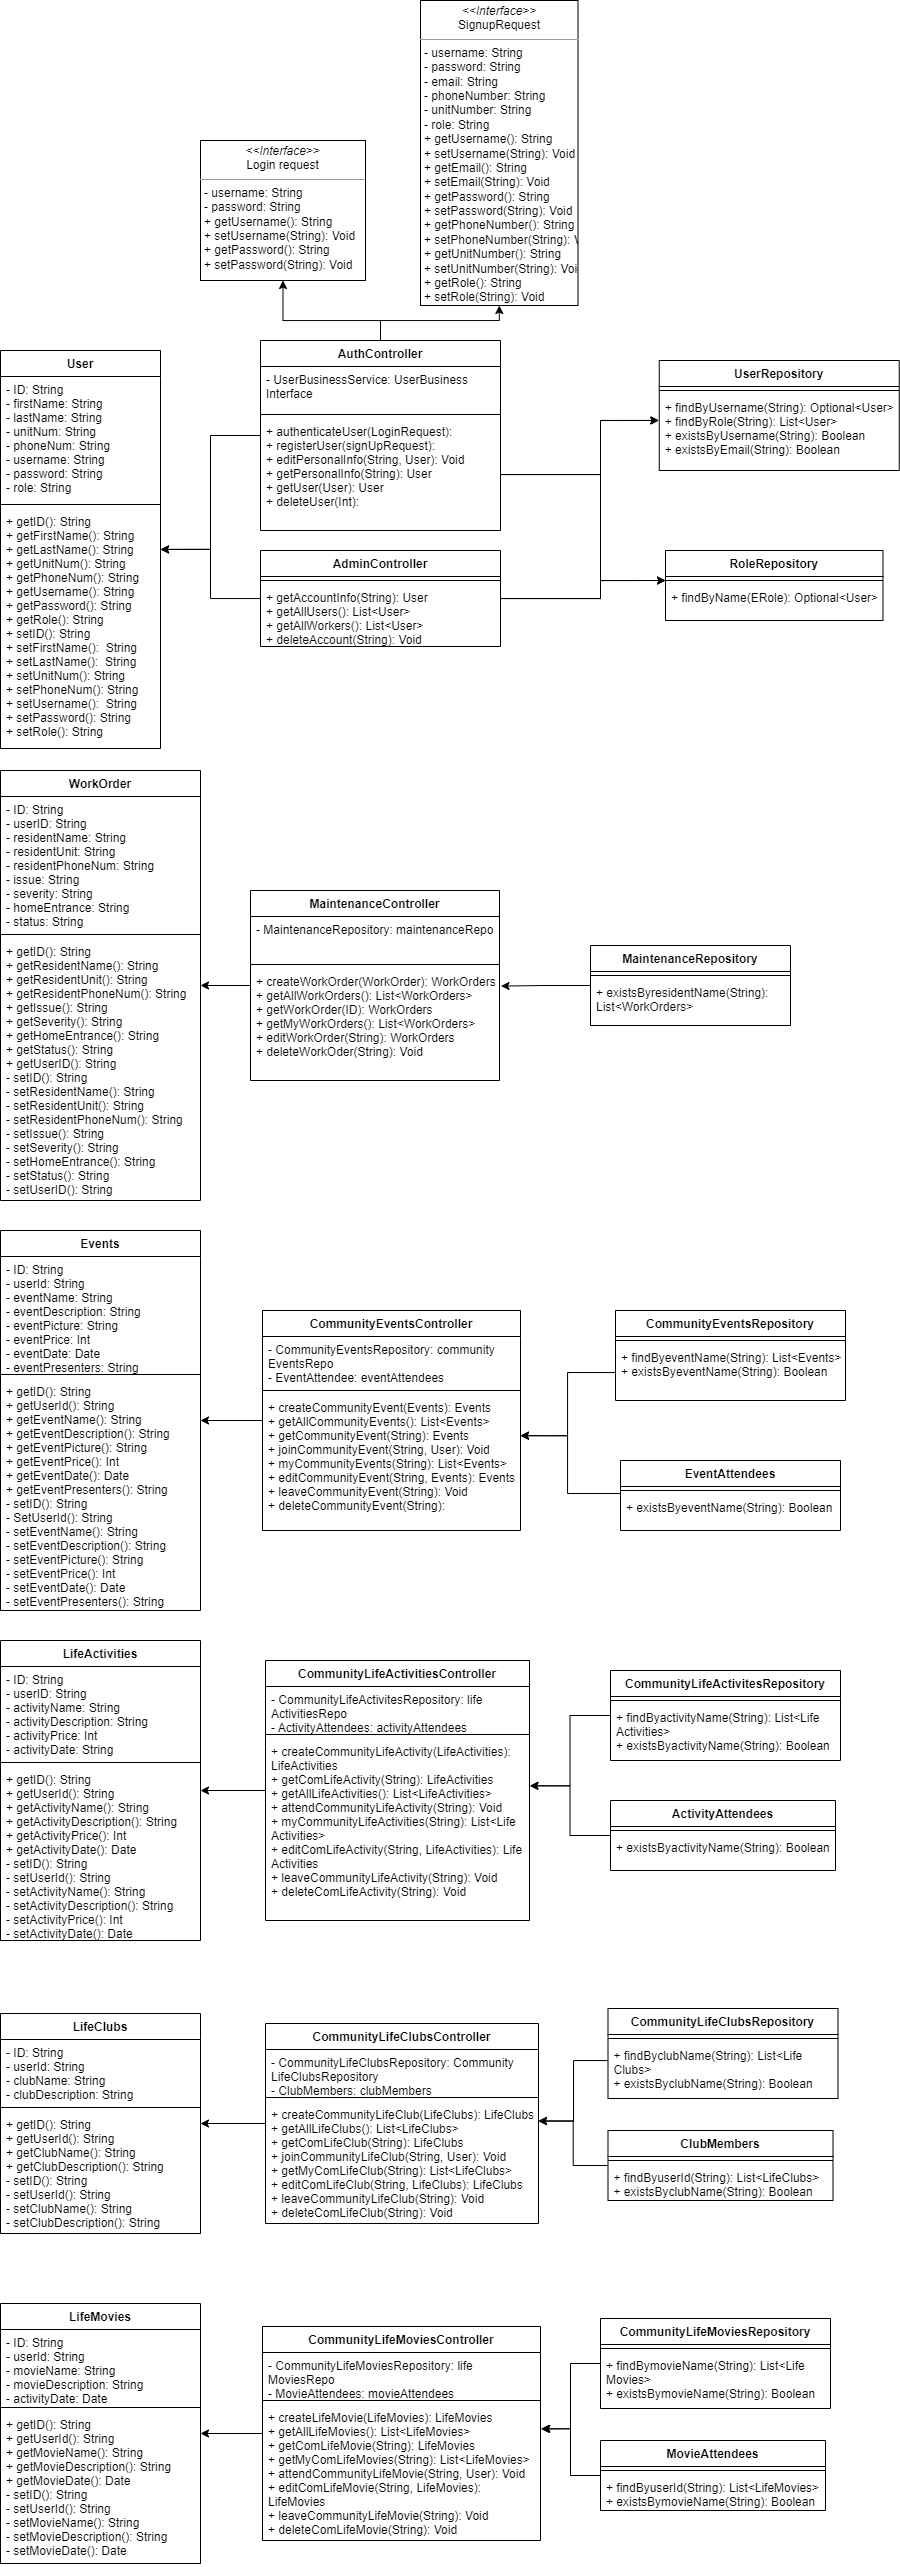 <<Interface>>
SignupRequest
- username: String
- password: String
- email: String
- phoneNumber: String
- unitNumber: String
- role: String
+ getUsername(): String
+ setUsername(String): Void
+ getEmail(): String
+ setEmail(String): Void
+ getPassword(): String
+ setPassword(String): Void
+ getPhoneNumber(): String
+ setPhoneNumber(String):
+ getUnitNumber(): String
+ setUnitNumber(String): Voi
+ getRole(): String
+ setRole(String): Void
<<Interface>>
Login request
- username: String
- password: String
+ getUsername(): String
+ setUsername(String): Void
+ getPassword(): String
+ setPassword(String): Void
User
- ID: String
- firstName: String
- lastName: String
- unitNum: String
- phoneNum: String
- username: String
- password: String
- role: String
+ getID(): String
+ getFirstName(): String
+ getLastName(): String
+ getUnitNum(): String
+ getPhoneNum(): String
+ getUsername(): String
+ getPassword(): String
+ getRole(): String
+ setID(): String
+ setFirstName():  String
+ setLastName():  String
+ setUnitNum(): String
+ setPhoneNum(): String
+ setUsername():  String
+ setPassword(): String
+ setRole(): String
AuthController
- UserBusinessService: UserBusiness
Interface
+ authenticateUser(LoginRequest):
+ registerUser(signUpRequest):
+ editPersonalInfo(String, User): Void
+ getPersonalInfo(String): User
+ getUser(User): User
+ deleteUser(Int):
AdminController
+ getAccountInfo(String): User
+ getAllUsers(): List<User>
+ getAllWorkers(): List<User>
+ deleteAccount(String): Void
UserRepository
+ findByUsername(String): Optional<User>
+ findByRole(String): List<User>
+ existsByUsername(String): Boolean
+ existsByEmail(String): Boolean
RoleRepository
+ findByName(ERole): Optional<User>
WorkOrder
- ID: String
- userID: String
- residentName: String
- residentUnit: String
- residentPhoneNum: String
- issue: String
- severity: String
- homeEntrance: String
- status: String
+ getID(): String
+ getResidentName(): String
+ getResidentUnit(): String
+ getResidentPhoneNum(): String
+ getIssue(): String
+ getSeverity(): String
+ getHomeEntrance(): String
+ getStatus(): String
+ getUserID(): String
- setID(): String
- setResidentName(): String
- setResidentUnit(): String
- setResidentPhoneNum(): String
- setIssue(): String
- setSeverity(): String
- setHomeEntrance(): String
- setStatus(): String
- setUserID(): String
MaintenanceController
- MaintenanceRepository: maintenanceRepo
+ createWorkOrder(WorkOrder): WorkOrders
+ getAllWorkOrders(): List<WorkOrders>
+ getWorkOrder(ID): WorkOrders
+ getMyWorkOrders(): List<WorkOrders>
+ editWorkOrder(String): WorkOrders
+ deleteWorkOder(String): Void
MaintenanceRepository
+ existsByresidentName(String):
List<WorkOrders>
Events
- ID: String
- userId: String
- eventName: String
- eventDescription: String
- eventPicture: String
- eventPrice: Int
- eventDate: Date
- eventPresenters: String
+ getID(): String
+ getUserId(): String
+ getEventName(): String
+ getEventDescription(): String
+ getEventPicture(): String
+ getEventPrice(): Int
+ getEventDate(): Date
+ getEventPresenters(): String
- setID(): String
- SetUserId(): String
- setEventName(): String
- setEventDescription(): String
- setEventPicture(): String
- setEventPrice(): Int
- setEventDate(): Date
- setEventPresenters(): String
CommunityEventsController
- CommunityEventsRepository: community
EventsRepo
- EventAttendee: eventAttendees
+ createCommunityEvent(Events): Events
+ getAllCommunityEvents(): List<Events>
+ getCommunityEvent(String): Events
+ joinCommunityEvent(String, User): Void
+ myCommunityEvents(String): List<Events>
+ editCommunityEvent(String, Events): Events
+ leaveCommunityEvent(String): Void
+ deleteCommunityEvent(String):
CommunityEventsRepository
+ findByeventName(String): List<Events>
+ existsByeventName(String): Boolean
EventAttendees
+ existsByeventName(String): Boolean
LifeActivities
- ID: String
- userID: String
- activityName: String
- activityDescription: String
- activityPrice: Int
- activityDate: String
+ getID(): String
+ getUserId(): String
+ getActivityName(): String
+ getActivityDescription(): String
+ getActivityPrice(): Int
+ getActivityDate(): Date
- setID(): String
- setUserId(): String
- setActivityName(): String
- setActivityDescription(): String
- setActivityPrice(): Int
- setActivityDate(): Date
CommunityLifeActivitiesController
- CommunityLifeActivitesRepository: life
ActivitiesRepo
- ActivityAttendees: activityAttendees
+ createCommunityLifeActivity(LifeActivities):
LifeActivities
+ getComLifeActivity(String): LifeActivities
+ getAllLifeActivities(): List<LifeActivities>
+ attendCommunityLifeActivity(String): Void
+ myCommunityLifeActivities(String): List<Life
Activities>
+ editComLifeActivity(String, LifeActivities): Life
Activities
+ leaveCommunityLifeActivity(String): Void
+ deleteComLifeActivity(String): Void
CommunityLifeActivitesRepository
+ findByactivityName(String): List<Life
Activities>
+ existsByactivityName(String): Boolean
ActivityAttendees
+ existsByactivityName(String): Boolean
LifeClubs
- ID: String
- userId: String
- clubName: String
- clubDescription: String
+ getID(): String
+ getUserId(): String
+ getClubName(): String
+ getClubDescription(): String
- setID(): String
- setUserId(): String
- setClubName(): String
- setClubDescription(): String
CommunityLifeClubsController
- CommunityLifeClubsRepository: Community
LifeClubsRepository
- ClubMembers: clubMembers
+ createCommunityLifeClub(LifeClubs): LifeClubs
+ getAllLifeClubs(): List<LifeClubs>
+ getComLifeClub(String): LifeClubs
+ joinCommunityLifeClub(String, User): Void
+ getMyComLifeClub(String): List<LifeClubs>
+ editComLifeClub(String, LifeClubs): LifeClubs
+ leaveCommunityLifeClub(String): Void
+ deleteComLifeClub(String): Void
CommunityLifeClubsRepository
+ findByclubName(String): List<Life
Clubs>
+ existsByclubName(String): Boolean
ClubMembers
+ findByuserId(String): List<LifeClubs>
+ existsByclubName(String): Boolean
LifeMovies
- ID: String
- userId: String
- movieName: String
- movieDescription: String
- activityDate: Date
+ getID(): String
+ getUserId(): String
+ getMovieName(): String
+ getMovieDescription(): String
+ getMovieDate(): Date
- setID(): String
- setUserId(): String
- setMovieName(): String
- setMovieDescription(): String
- setMovieDate(): Date
CommunityLifeMoviesController
- CommunityLifeMoviesRepository: life
MoviesRepo
- MovieAttendees: movieAttendees
+ createLifeMovie(LifeMovies): LifeMovies
+ getAllLifeMovies(): List<LifeMovies>
+ getComLifeMovie(String): LifeMovies
+ getMyComLifeMovies(String): List<LifeMovies>
+ attendCommunityLifeMovie(String, User): Void
+ editComLifeMovie(String, LifeMovies):
LifeMovies
+ leaveCommunityLifeMovie(String): Void
+ deleteComLifeMovie(String): Void
CommunityLifeMoviesRepository
+ findBymovieName(String): List<Life
Movies>
+ existsBymovieName(String): Boolean
MovieAttendees
+ findByuserId(String): List<LifeMovies>
+ existsBymovieName(String): Boolean